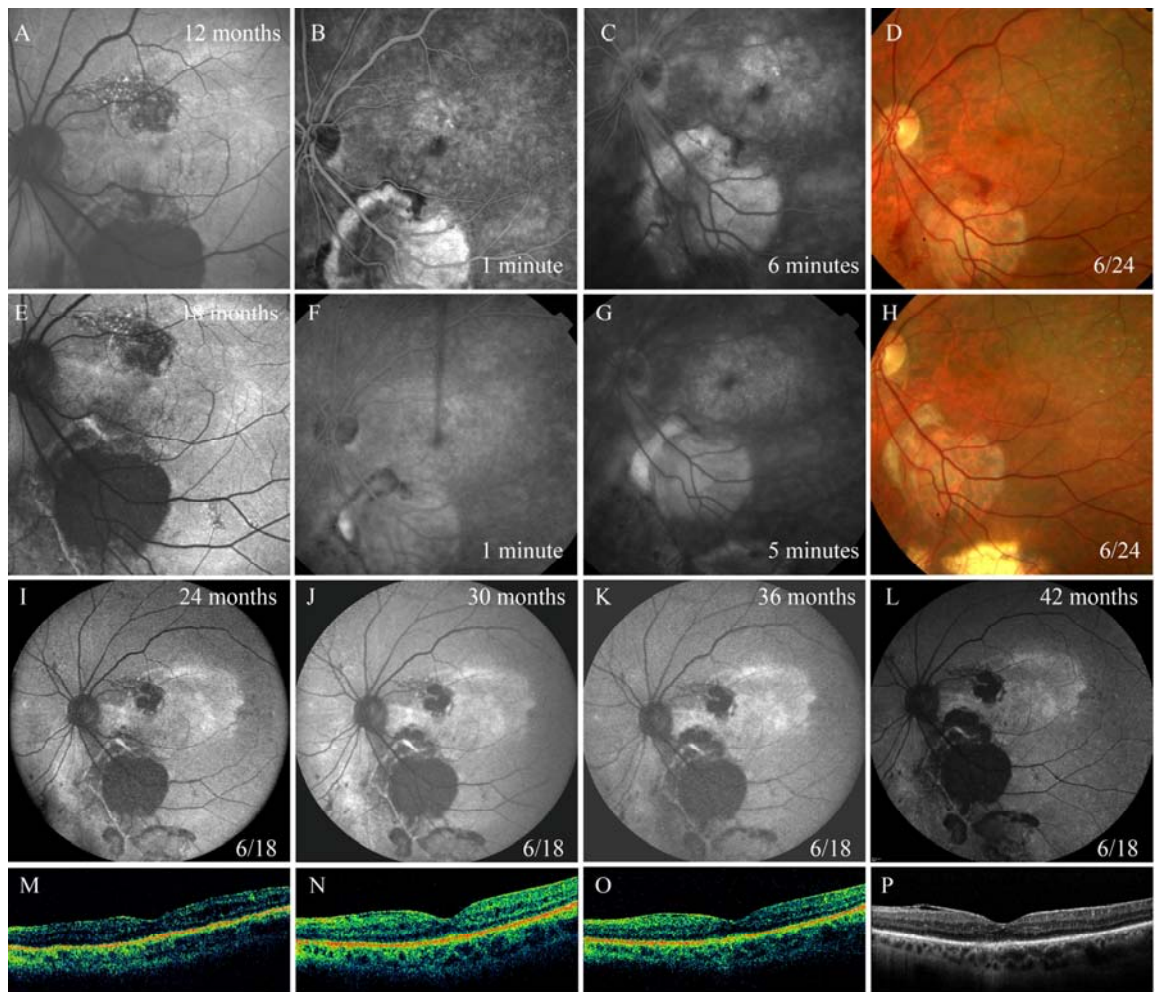 A 12 months
B 1 minute
C 6 minutes
D 6/24
E 18 months
F 1 minute
G 5 minutes
H 6/24
I 24 months 6/18
J 30 months 6/18
K 36 months 6/18
L 42 months 6/18
M
N
O
P